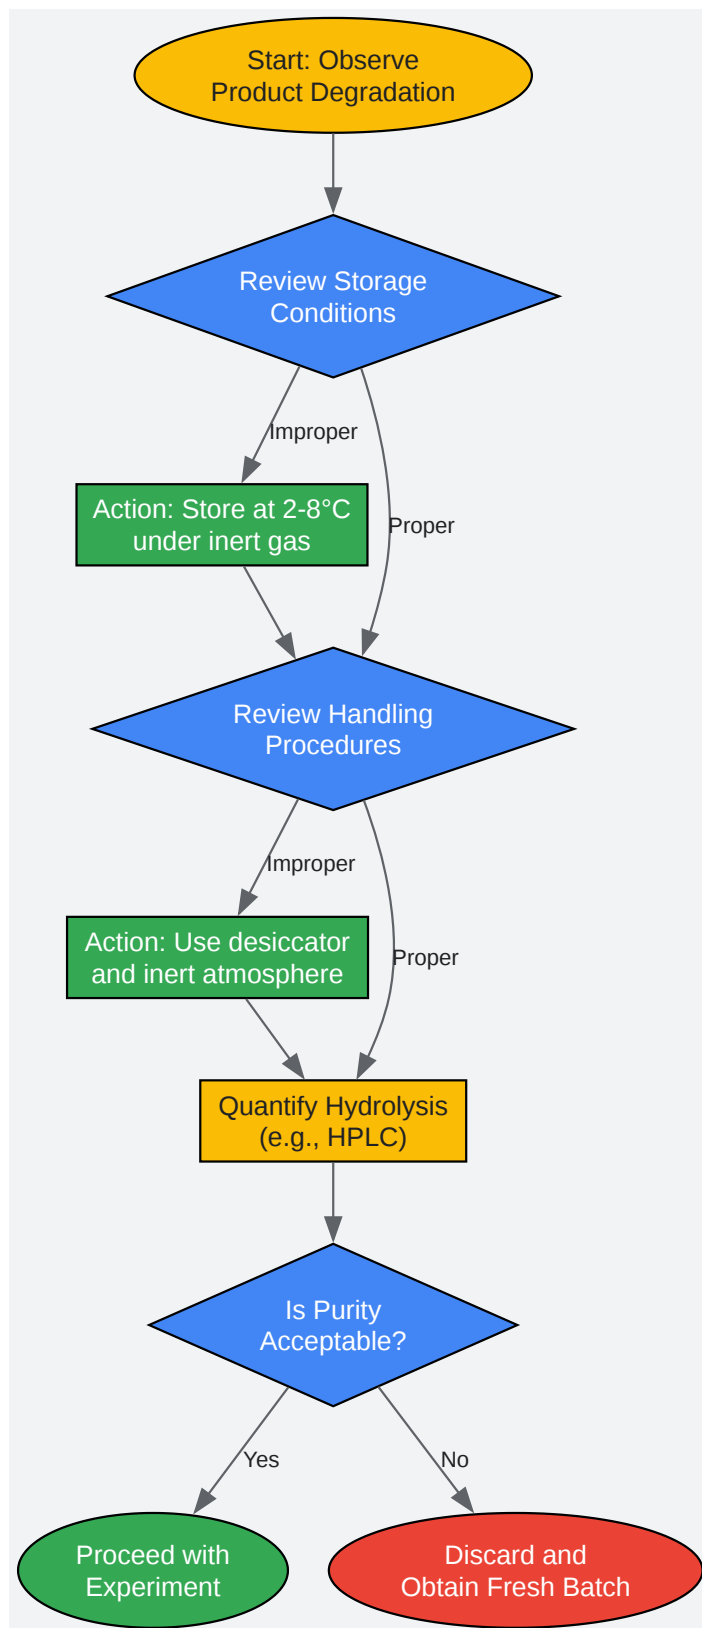 Start: Observe
Product Degradation
Review Storage
Conditions
Improper
Action: Store at 2-8°C
under inert gas
Proper
Review Handling
Procedures
Improper
Action: Use desiccator
and inert atmosphere
Proper
Quantify Hydrolysis
(e.g., HPLC)
Is Purity
Acceptable?
Yes
No
Proceed with
Experiment
Discard and
Obtain Fresh Batch